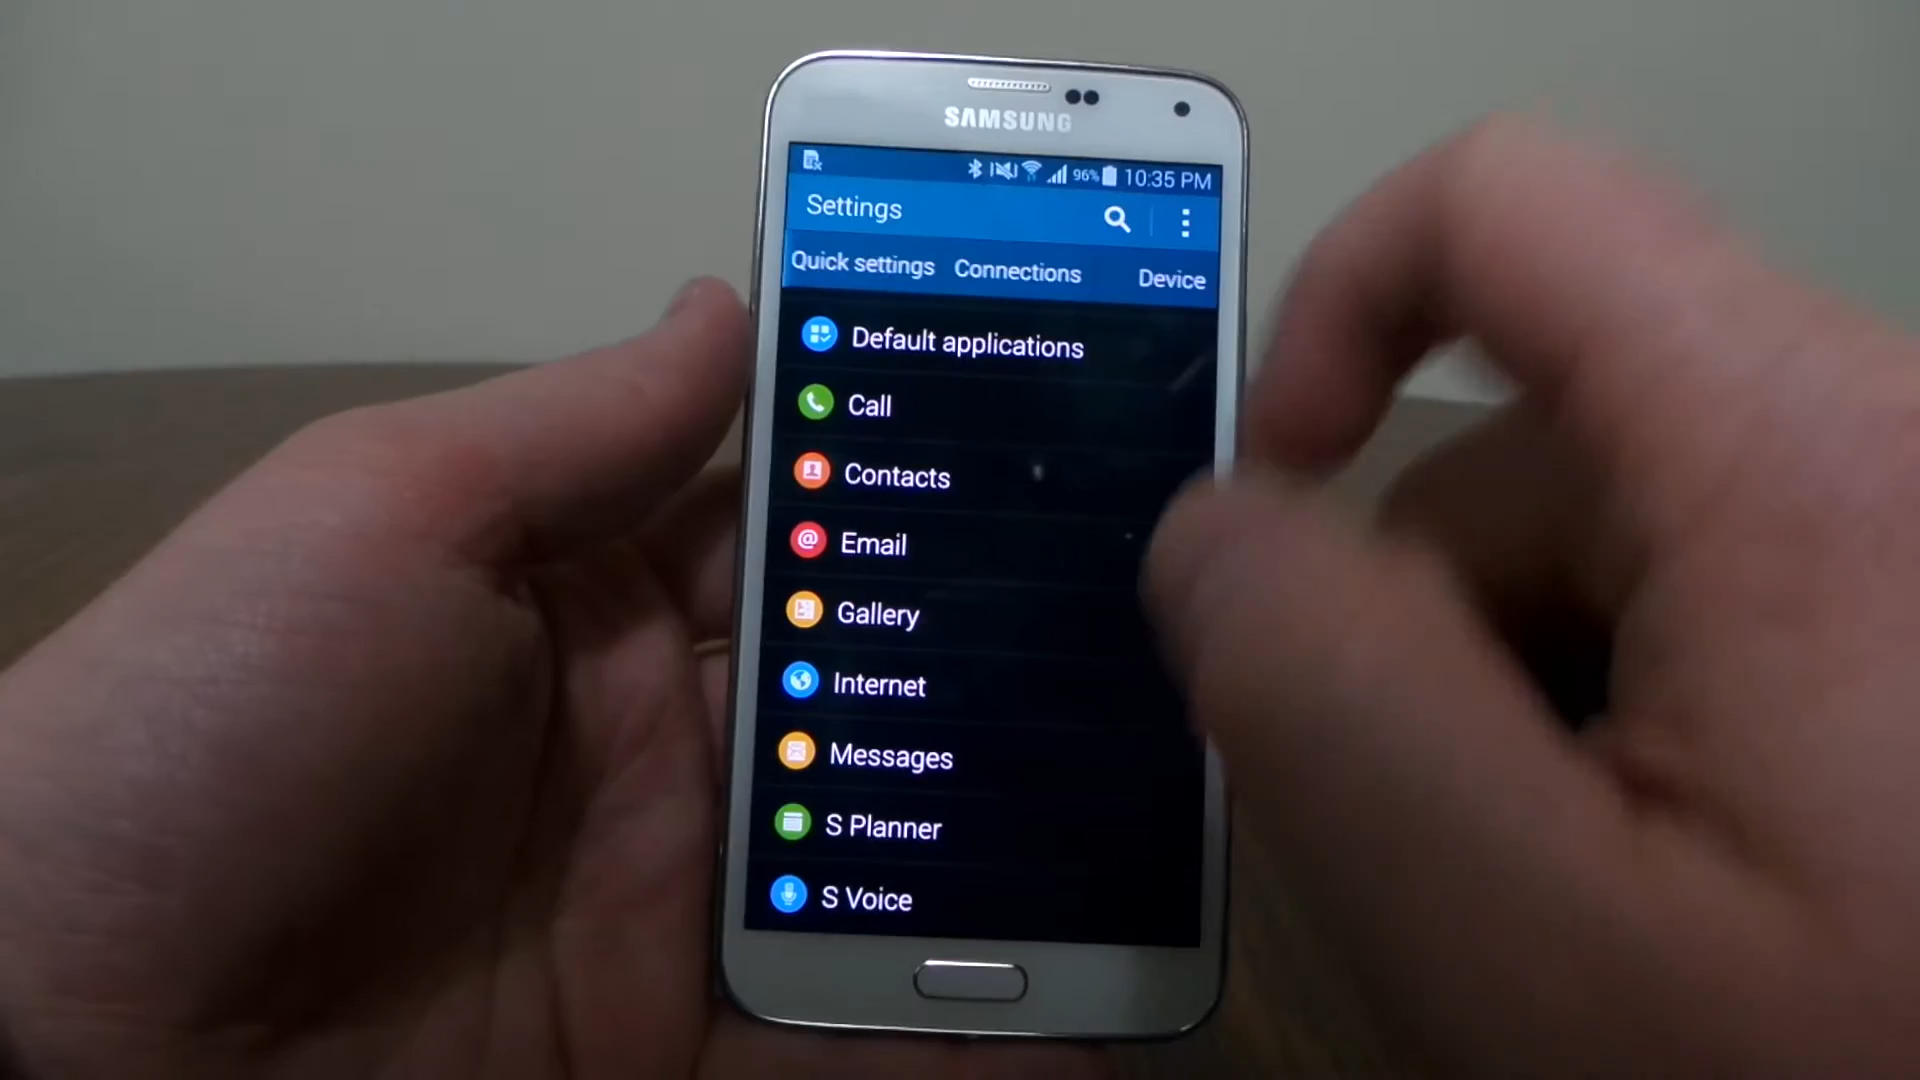 SAMSUNG
96% 10:35 PM
Settings
Quick settings Connections Device
Default applications
Call
Contacts
Email
Gallery
Internet
Messages
S Planner
S Voice